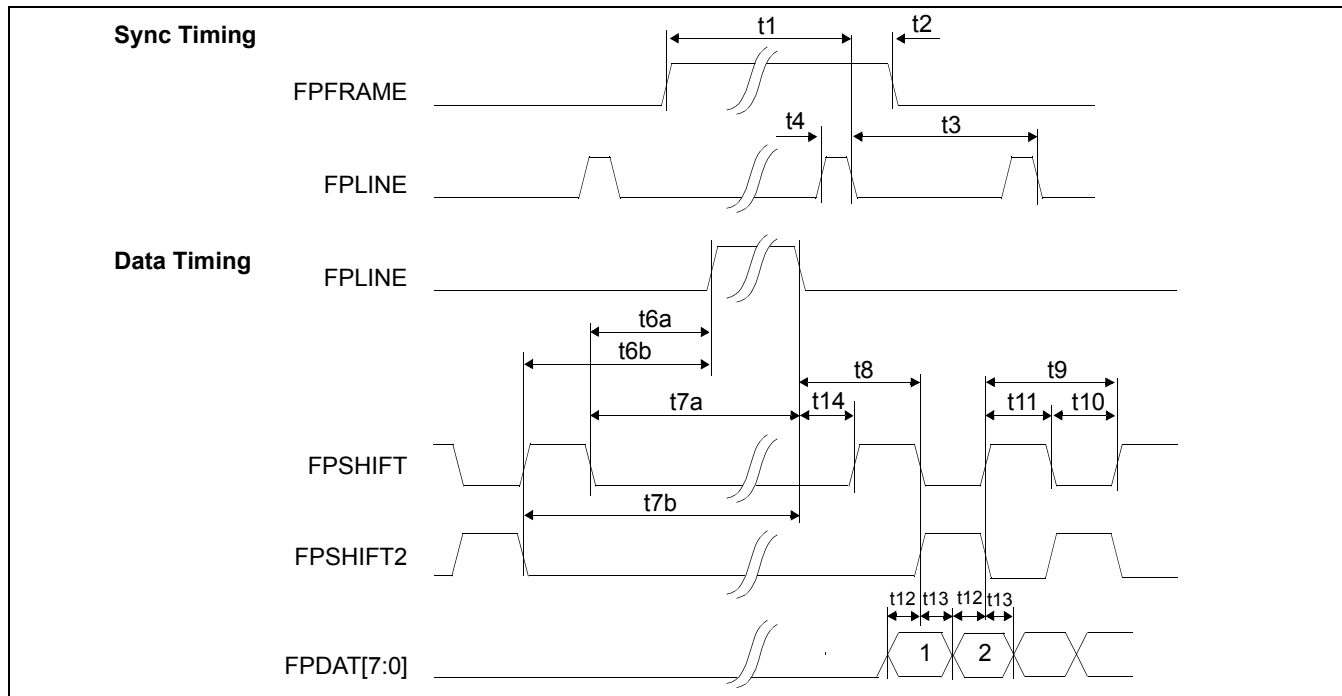 Sync Timing
t1
t2
FPFRAME
t4
t3
FPLINE
Data Timing
FPLINE
t6a
t6b
t8
t9
t7a
t14
t11
t10
FPSHIFT
t7b
FPSHIFT2
t12
t13
t12
t13
FPDAT[7:0]
1
2